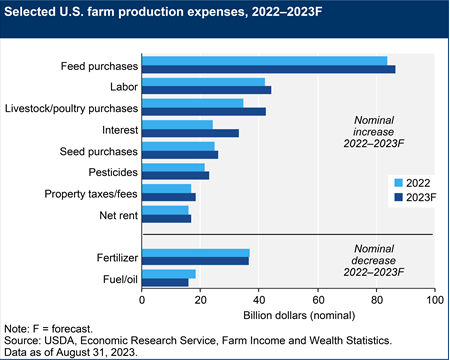 Selected U.S. farm production expenses, 2022–2023F
Feed purchases
Labor
Livestock/poultry purchases
Interest
Seed purchases
Pesticides
Property taxes/fees
Net rent
Nominal
increase
2022–2023F
2022
2023F
Fertilizer
Fuel/oil
Nominal
decrease
2022–2023F
0 20 40 60 80 100
Billion dollars (nominal)
Note: F = forecast.
Source: USDA, Economic Research Service, Farm Income and Wealth Statistics.
Data as of August 31, 2023.